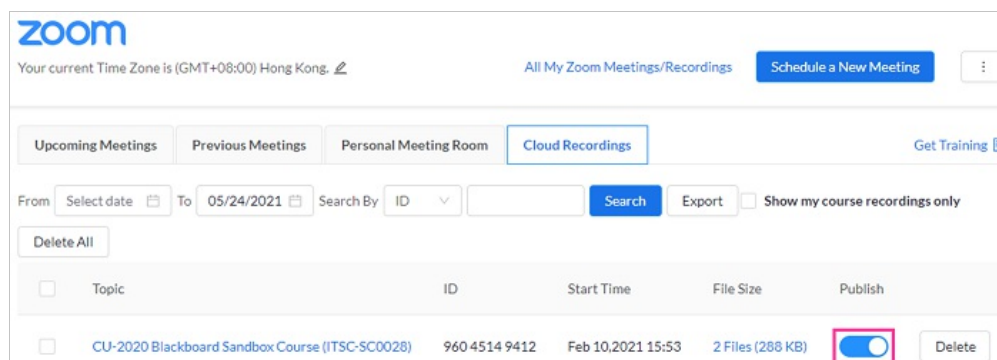 zoom
Your current Time Zone is (GMT+08:00) Hong Kong. All My Zoom Meetings/Recordings Schedule a New Meeting
Upcoming Meetings Previous Meetings Personal Meeting Room Cloud Recordings Get Training
From Select date To 05/24/2021 Search By ID Search Export Show my course recordings only
Delete All
Topic ID Start Time File Size Publish
CU-2020 Blackboard Sandbox Course (ITSC-SC0028) 960 4514 9412 Feb 10,2021 15:53 2 Files (288 KB) Delete